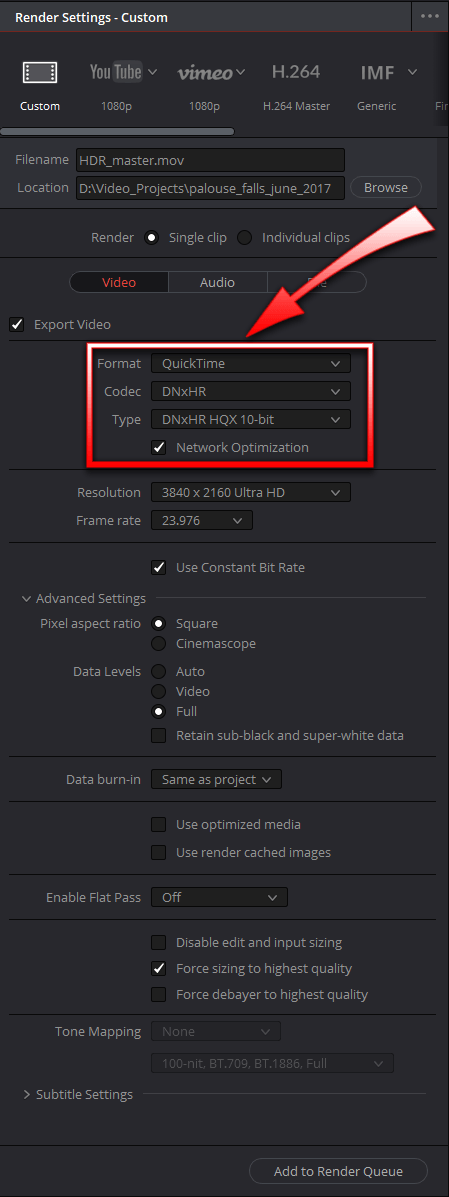 Render Settings - Custom
YouTube vimeo H.264 IMF
Custom 1080p 1080p H.264 Master Generic
Filename HDR_master.mov
Location D:\Video_Projects\palouse_falls_june_2017 Browse
Render Single clip Individual clips
Video Audio
Export Video
Format QuickTime
Codec DNxHR
Type DNxHR HQX 10-bit
Network Optimization
Resolution 3840 x 2160 Ultra HD
Frame rate 23.976
Use Constant Bit Rate
Advanced Settings
Pixel aspect ratio Square
Cinemascope
Data Levels Auto
Video
Full
Retain sub-black and super-white data
Data burn-in Same as project
Use optimized media
Use render cached images
Enable Flat Pass Off
Disable edit and input sizing
Force sizing to highest quality
Force debayer to highest quality
Tone Mapping None
100-nit, BT.709, BT.1886, Full
Subtitle Settings
Add to Render Queue